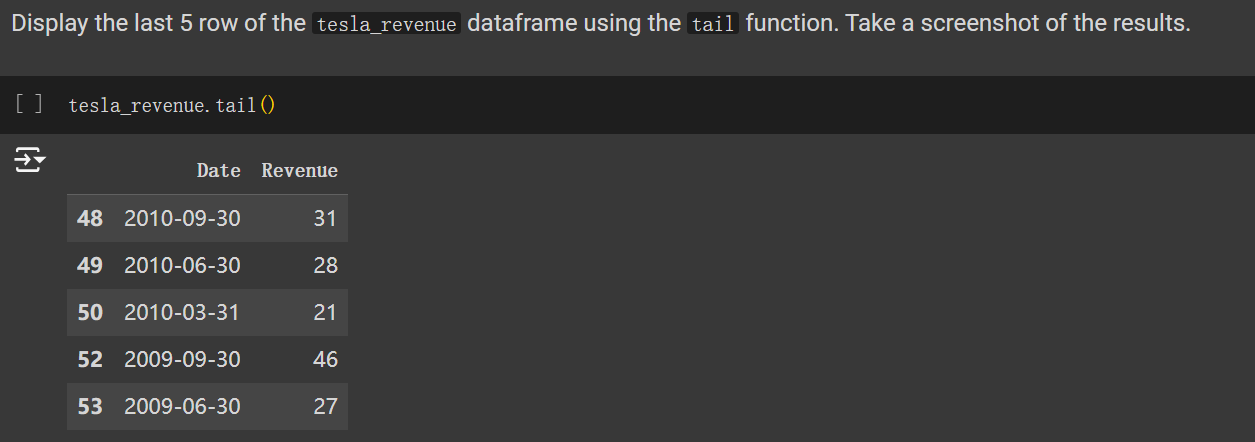 Display the last 5 row of the tesla_revenue dataframe using the tail function. Take a screenshot of the results.
[ ] tesla_revenue.tail()
Date Revenue
48 2010-09-30 31
49 2010-06-30 28
50 2010-03-31 21
52 2009-09-30 46
53 2009-06-30 27